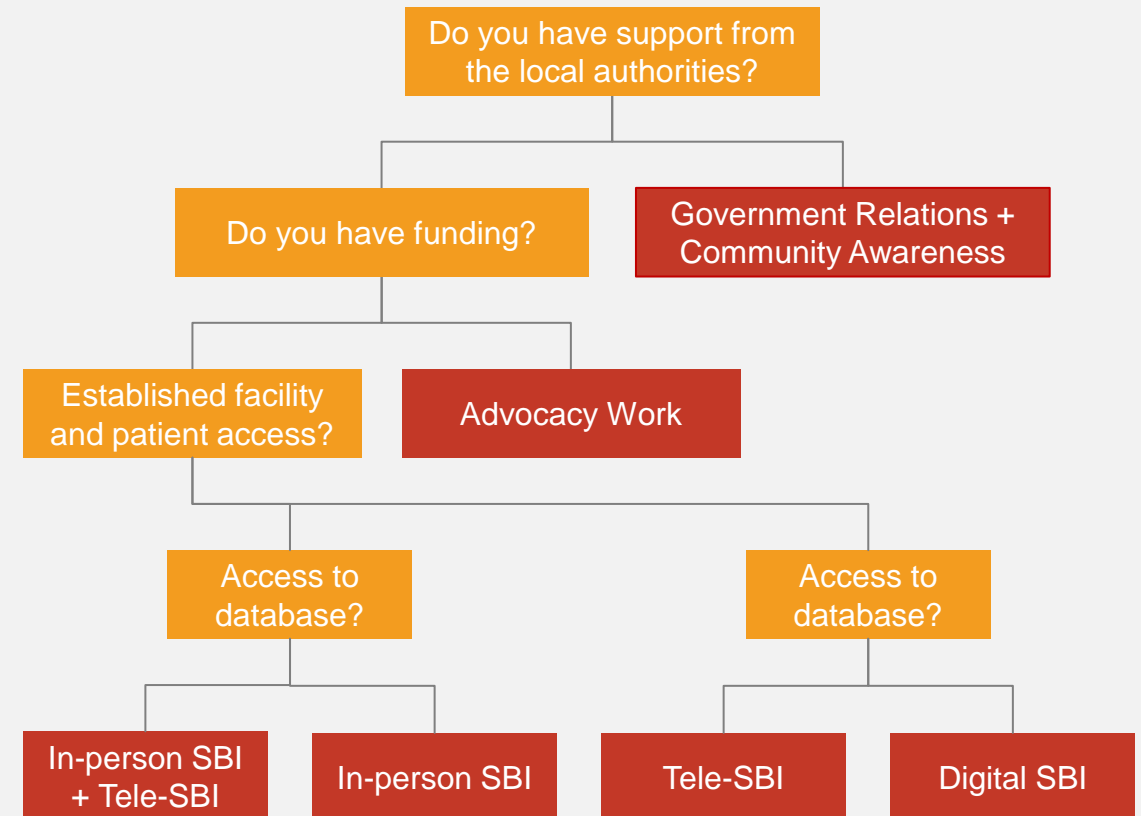 Do you have support from
the local authorities?
Do you have funding?
Government Relations +
Community Awareness
Established facility
and patient access?
Advocacy Work
Access to
database?
Access to
database?
In-person SBI
+ Tele-SBI
In-person SBI
Tele-SBI
Digital SBI